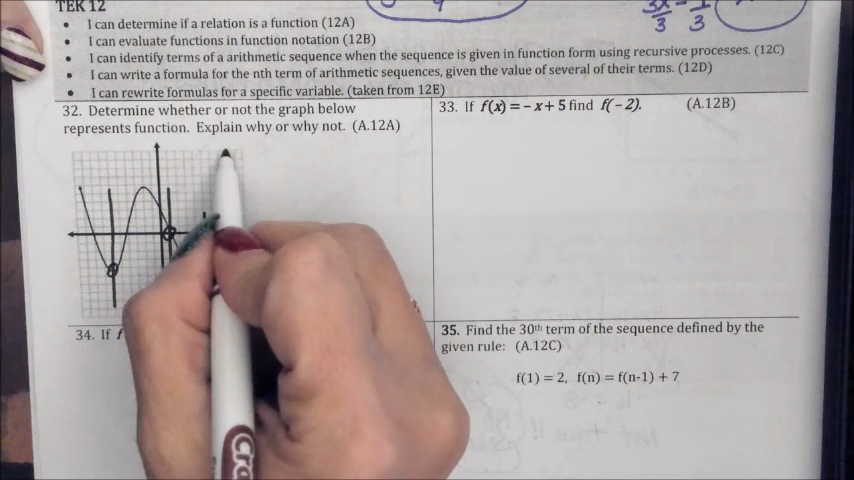 TEK 12
• I can determine if a relation is a function (12A)
• I can evaluate functions in function notation (12B)
• I can identify terms of a arithmetic sequence when the sequence is given in function form using recursive processes. (12C)
• I can write a formula for the nth term of arithmetic sequences, given the value of several of their terms. (12D)
• I can rewrite formulas for a specific variable. (taken from 12E)
32. Determine whether or not the graph below
represents function. Explain why or why not. (A.12A)
33. If f(x) = – x + 5 find f(– 2). (A.12B)
34. If f
35. Find the 30th term of the sequence defined by the
given rule: (A.12C)
f(1) = 2, f(n) = f(n-1) + 7
Cra